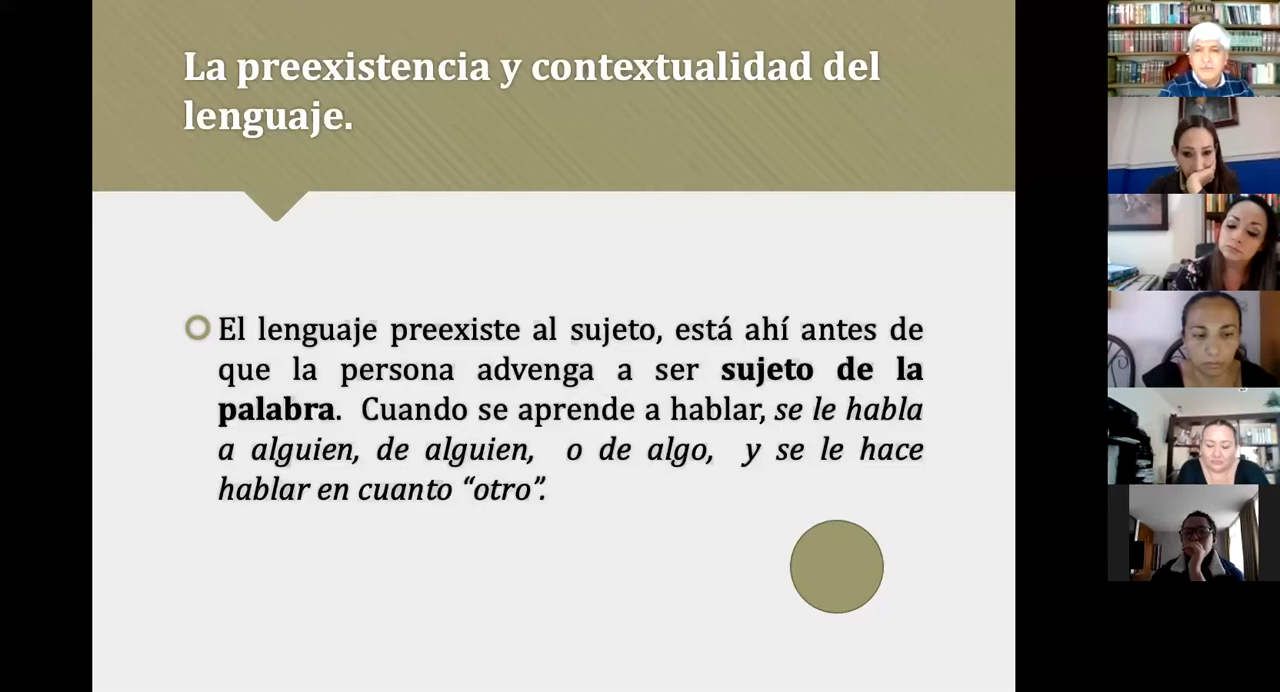 La preexistencia y contextualidad del
lenguaje.
El lenguaje preexiste al sujeto, está ahí antes de
que la persona advenga a ser sujeto de la
palabra. Cuando se aprende a hablar, se le habla
a alguien, de alguien, o de algo, y se le hace
hablar en cuanto “otro”.